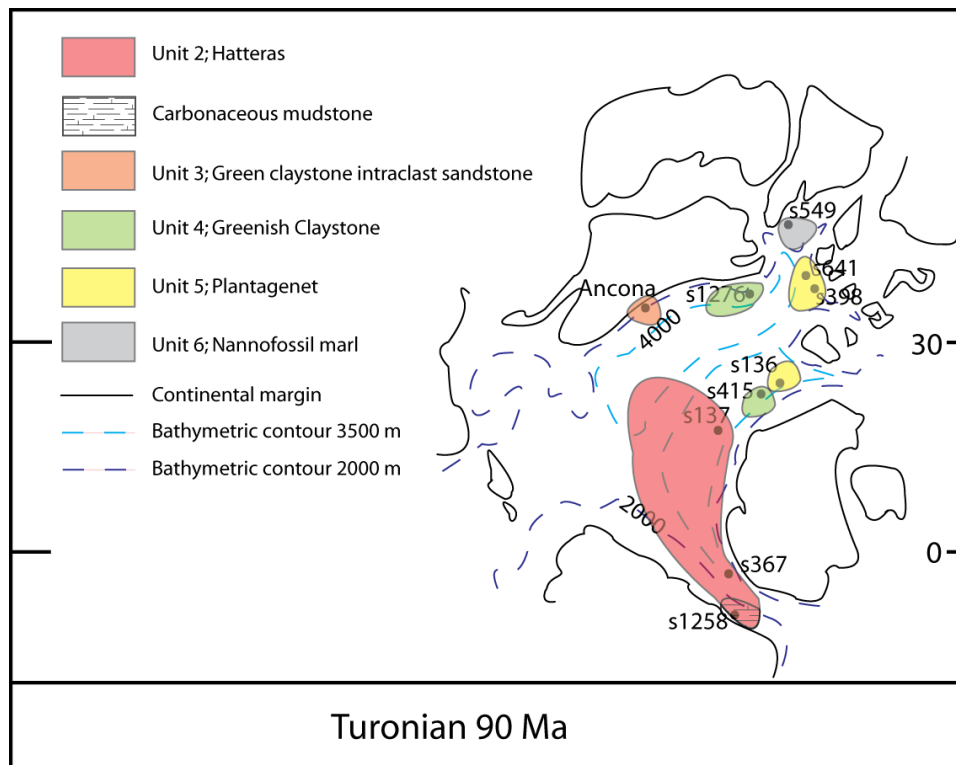 Unit 2; Hatteras
Carbonaceous mudstone
Unit 3; Green claystone intraclast sandstone
Unit 4; Greenish Claystone
Unit 5; Plantagenet
Unit 6; Nannofossil marl
Continental margin
Bathymetric contour 3500 m
Bathymetric contour 2000 m
s549
s641
s398
Ancona
s1276
4000
30
s136
s415
s137
2000
0
s367
s1258
Turonian 90 Ma